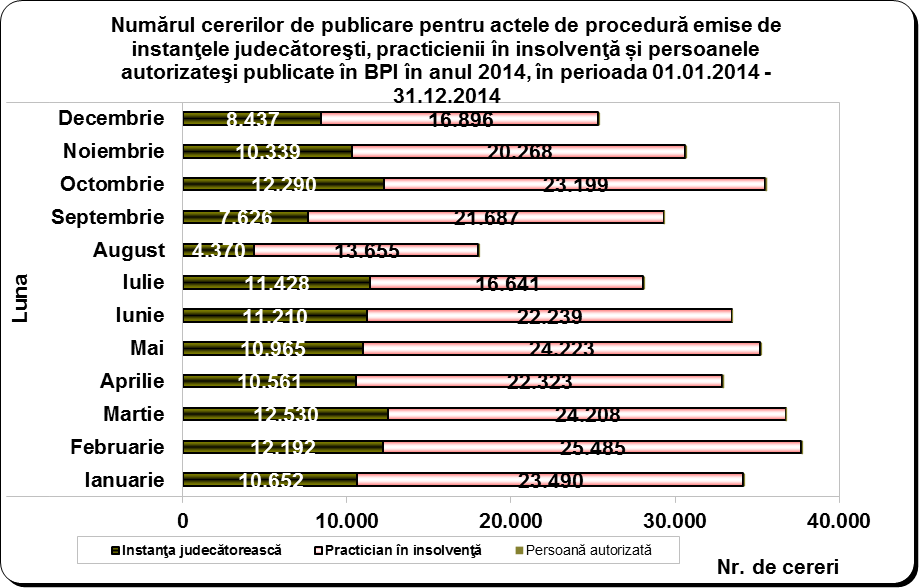 Numărul cererilor de publicare pentru actele de procedură emise de
instanţele judecătoreşti, practicienii în insolvenţă și persoanele
autorizateşi publicate în BPI în anul 2014, în perioada 01.01.2014 -
31.12.2014
Luna
Decembrie 8.437 16.896
Noiembrie 10.339 20.268
Octombrie 12.290 23.199
Septembrie 7.626 21.687
August 4.370 13.655
Iulie 11.428 16.641
Iunie 11.210 22.239
Mai 10.965 24.223
Aprilie 10.561 22.323
Martie 12.530 24.208
Februarie 12.192 25.485
Ianuarie 10.652 23.490
0 10.000 20.000 30.000 40.000
Instanţa judecătorească Practician în insolvenţă Persoană autorizată
Nr. de cereri